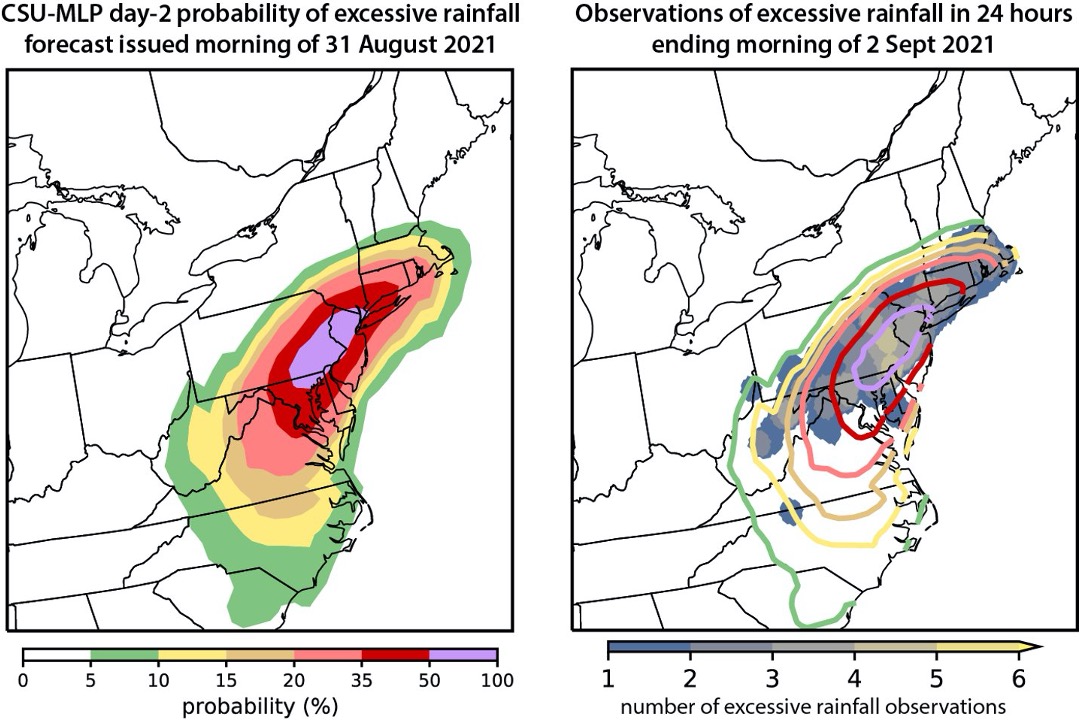 CSU-MLP day-2 probability of excessive rainfall
forecast issued morning of 31 August 2021
0 5 10 15 20 35 50 100
probability (%)
Observations of excessive rainfall in 24 hours
ending morning of 2 Sept 2021
1 2 3 4 5 6
number of excessive rainfall observations